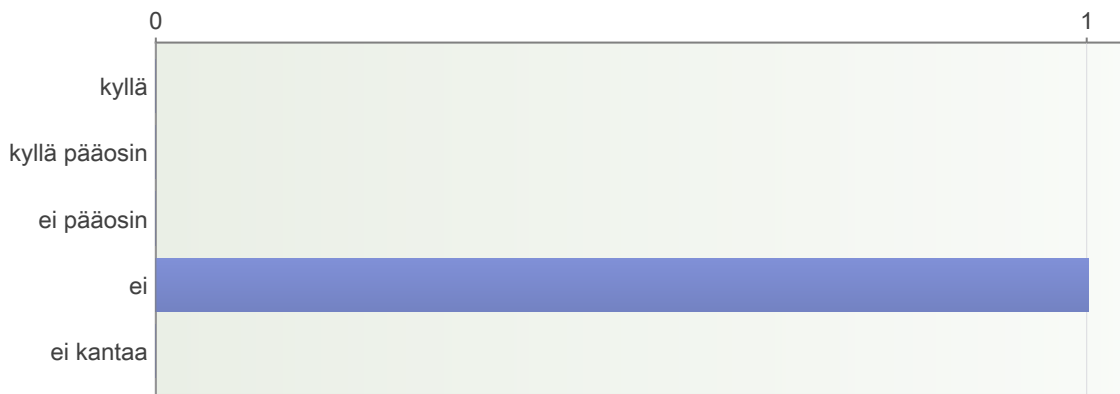 0 1
kyllä
kyllä pääosin
ei pääosin
ei
ei kantaa